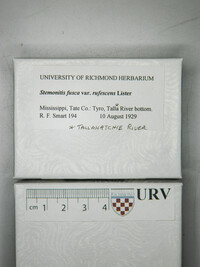 UNIVERSITY OF RICHMOND HERBARIUM
Stemonitis fusca var. rufescens Lister
Mississippi, Tate Co.: Tyro, Talla* River bottom.
R. F. Smart 194 10 August 1929
* TALLAHATCHIE RIVER
cm 1 2 3 4 URV